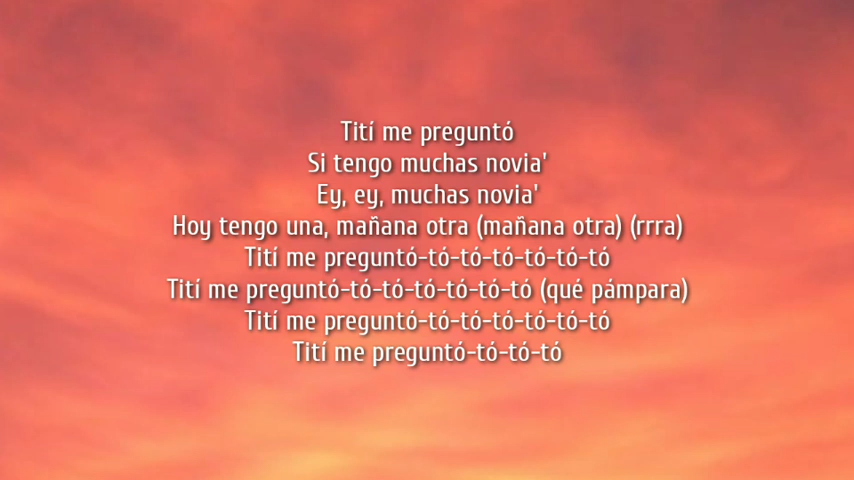 Tití me preguntó
Si tengo muchas novia'
Ey, ey, muchas novia'
Hoy tengo una, mañana otra (mañana otra) (rrra)
Tití me preguntó-tó-tó-tó-tó-tó-tó
Tití me preguntó-tó-tó-tó-tó-tó-tó (qué pámpara)
Tití me preguntó-tó-tó-tó-tó-tó-tó
Tití me preguntó-tó-tó-tó